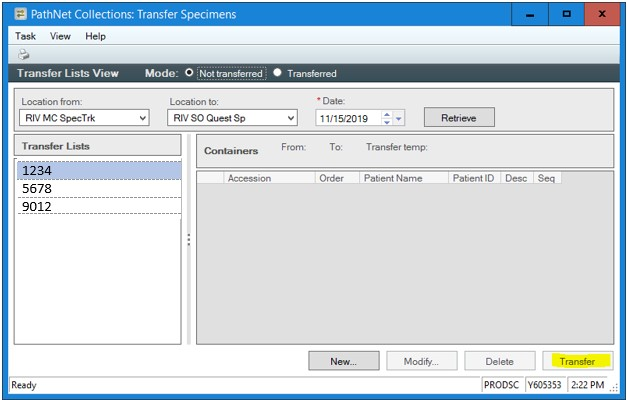 PathNet Collections: Transfer Specimens
Task View Help
Transfer Lists View Mode: Not transferred Transferred
Location from: Location to: * Date:
RIV MC SpecTrk RIV SO Quest Sp 11/15/2019 Retrieve
Transfer Lists
Containers From: To: Transfer temp:
1234
5678
9012
Accession Order Patient Name Patient ID Desc Seq
New... Modify... Delete Transfer
Ready PRODSC Y605353 2:22 PM